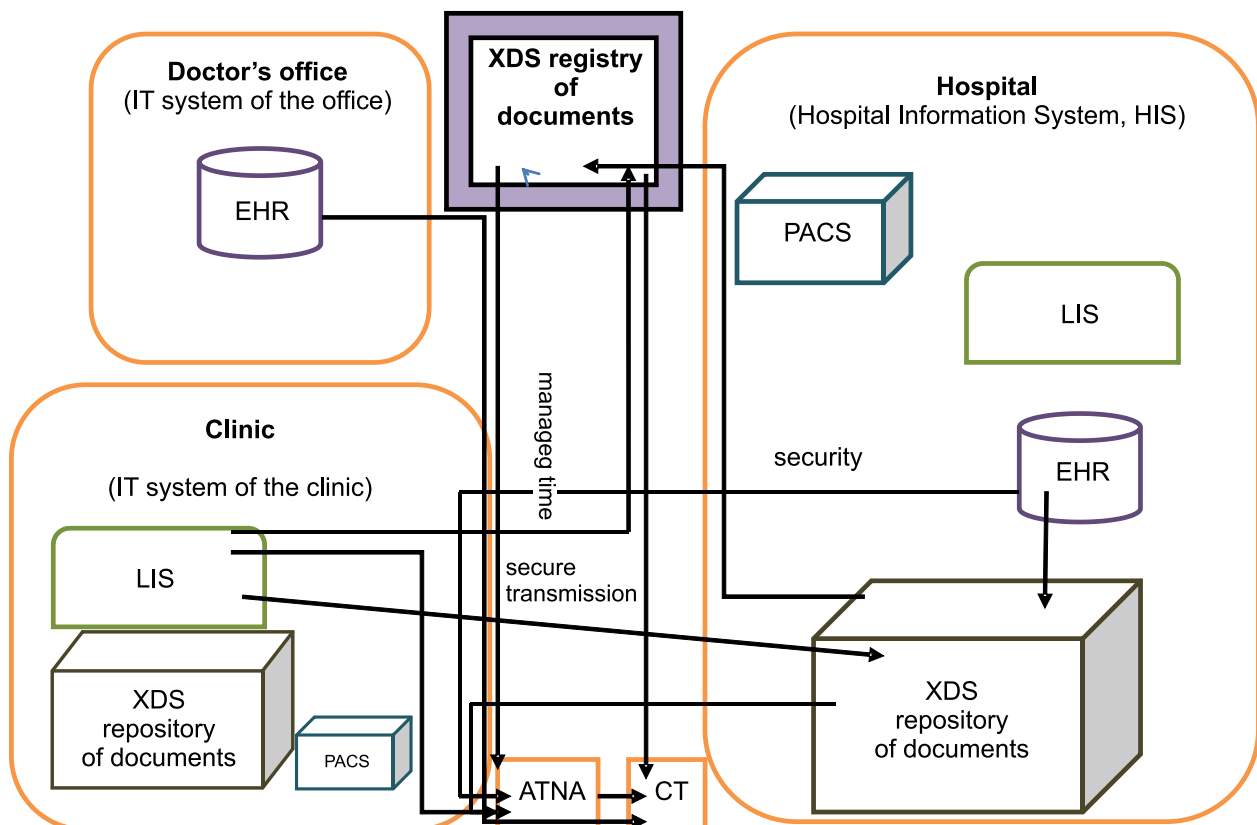 Doctor's office
(IT system of the office)
EHR
XDS registry
of
documents
Hospital
(Hospital Information System, HIS)
PACS
LIS
EHR
security
XDS
repository
of documents
manageg time
secure
transmission
Clinic
(IT system of the clinic)
LIS
XDS
repository
of documents
PACS
ATNA
CT